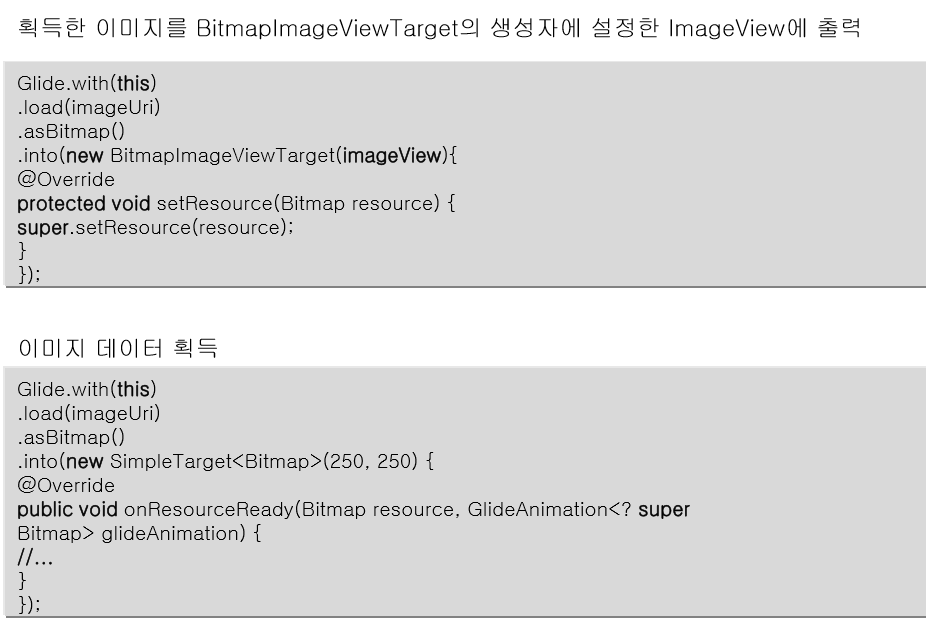 획득한 이미지를 BitmapImageViewTarget의 생성자에 설정한 ImageView에 출력
Glide.with(this)
.load(imageUri)
.asBitmap()
.into(new BitmapImageViewTarget(imageView){
@Override
protected void setResource(Bitmap resource) {
super.setResource(resource);
}
});
이미지 데이터 획득
Glide.with(this)
.load(imageUri)
.asBitmap()
.into(new SimpleTarget<Bitmap>(250, 250) {
@Override
public void onResourceReady(Bitmap resource, GlideAnimation<? super
Bitmap> glideAnimation) {
//...
}
});